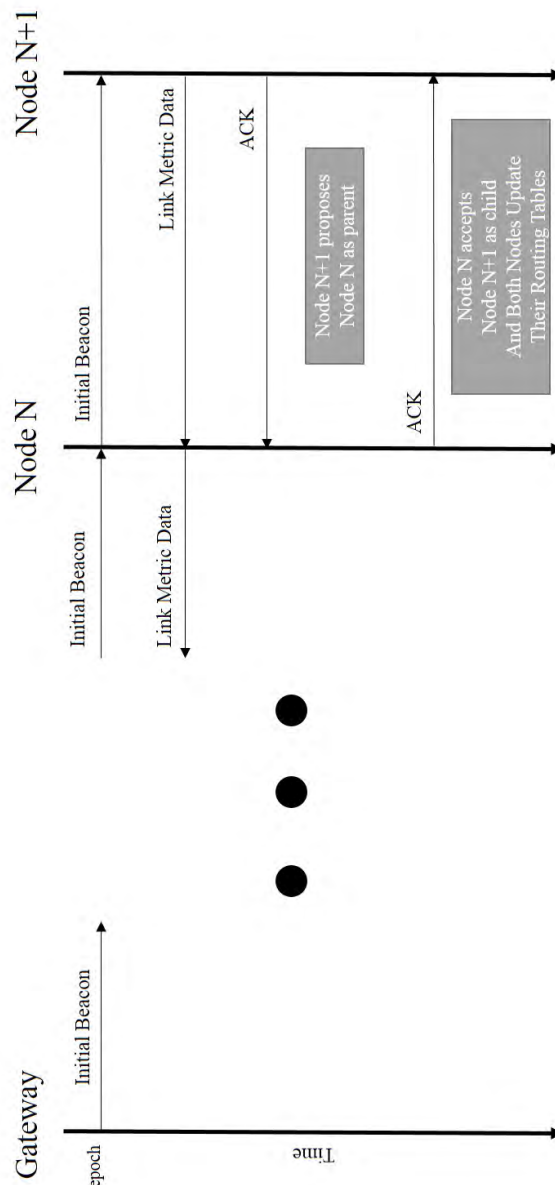 Gateway
Node N
Node N+1
epoch
Initial Beacon
Initial Beacon
Initial Beacon
Link Metric Data
Link Metric Data
ACK
Time
Node N+1 proposes
Node N as parent
ACK
Node N accepts
Node N+1 as child
And Both Nodes Update
Their Routing Tables